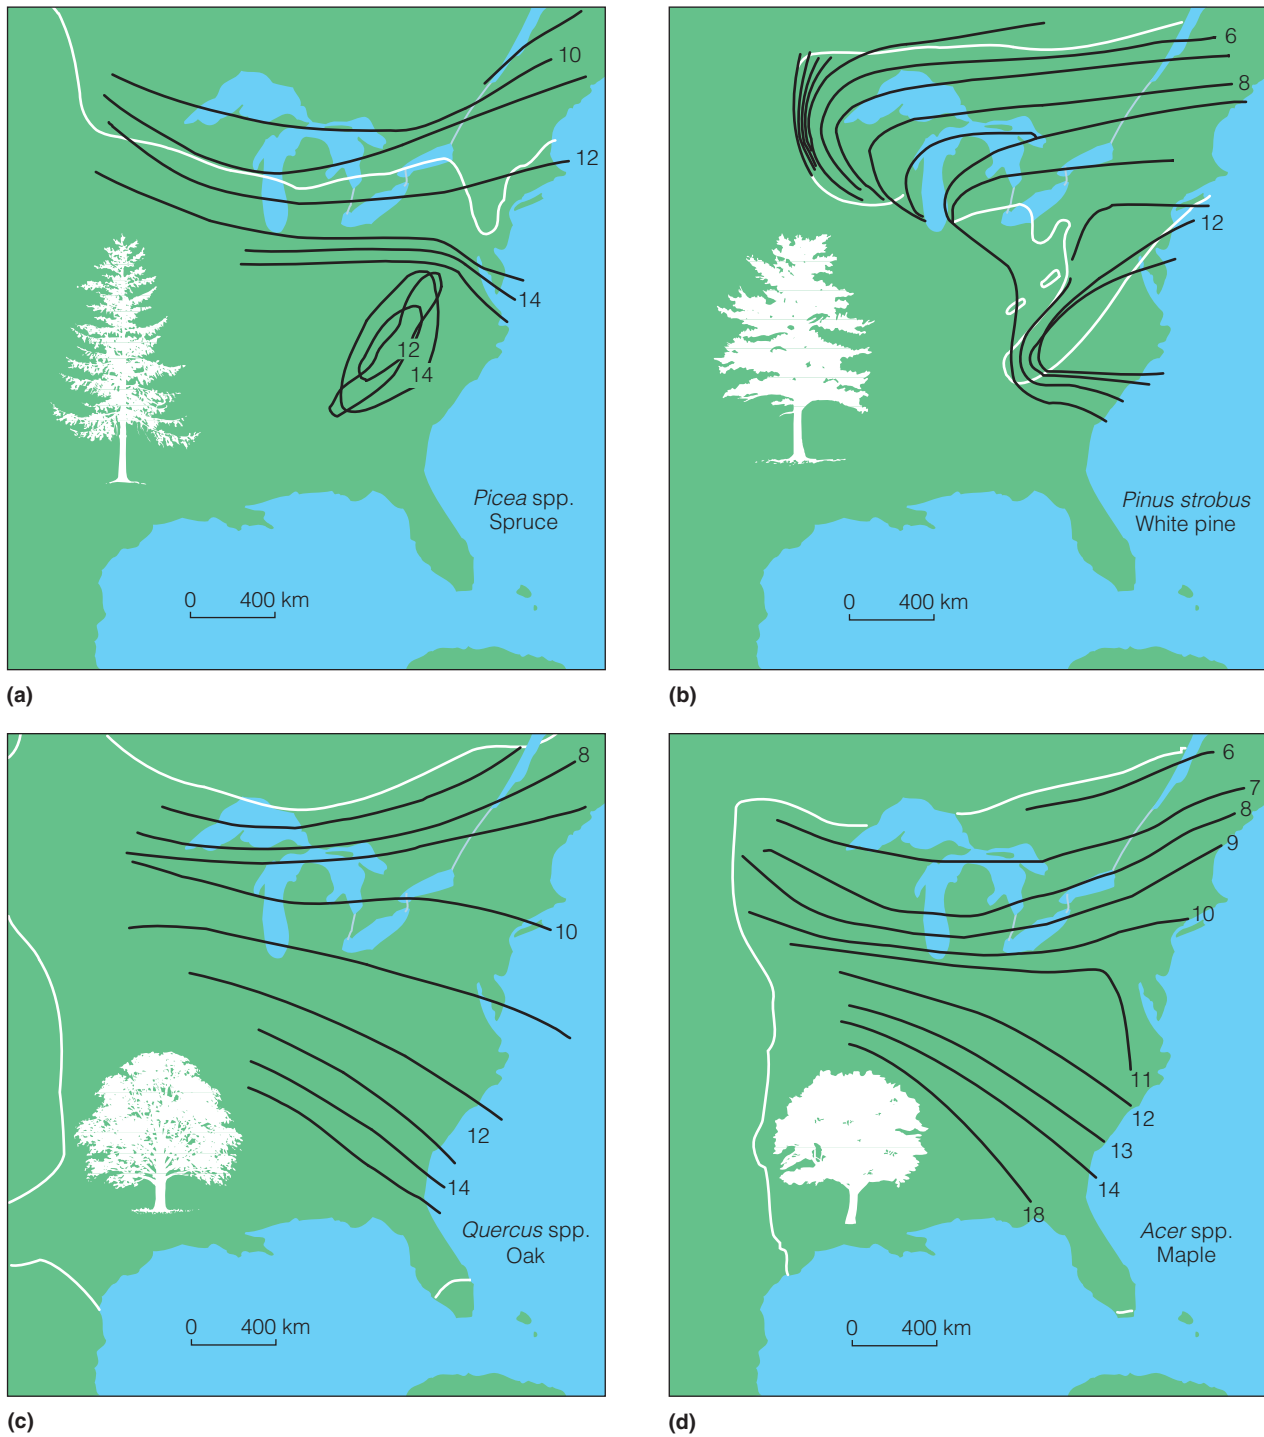 10
12
14
12
14
Picea spp.
Spruce
0 400 km
(a)
6
8
12
Pinus strobus
White pine
0 400 km
(b)
8
10
12
14
Quercus spp.
Oak
0 400 km
(c)
6
7
8
9
10
11
12
13
14
18
Acer spp.
Maple
0 400 km
(d)